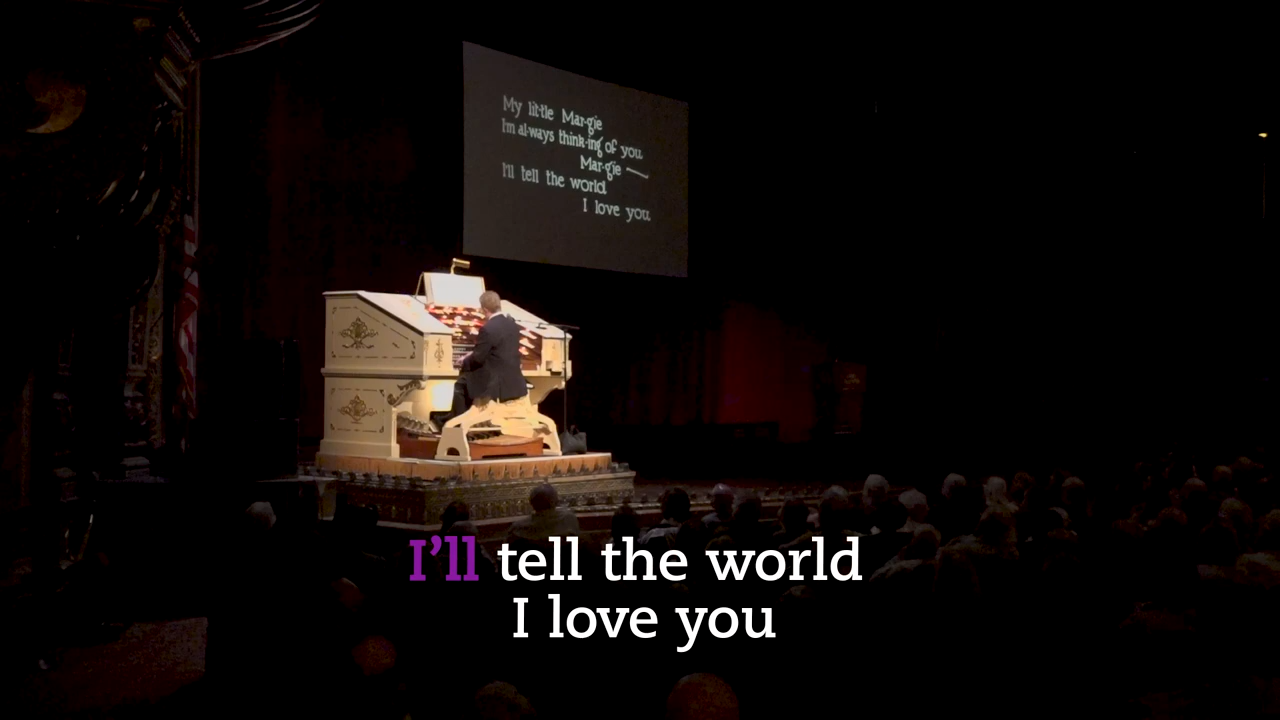 My little Mar-gie
I'm al-ways think-ing of you
Mar-gie —
I'll tell the world
I love you.
I'll tell the world
I love you